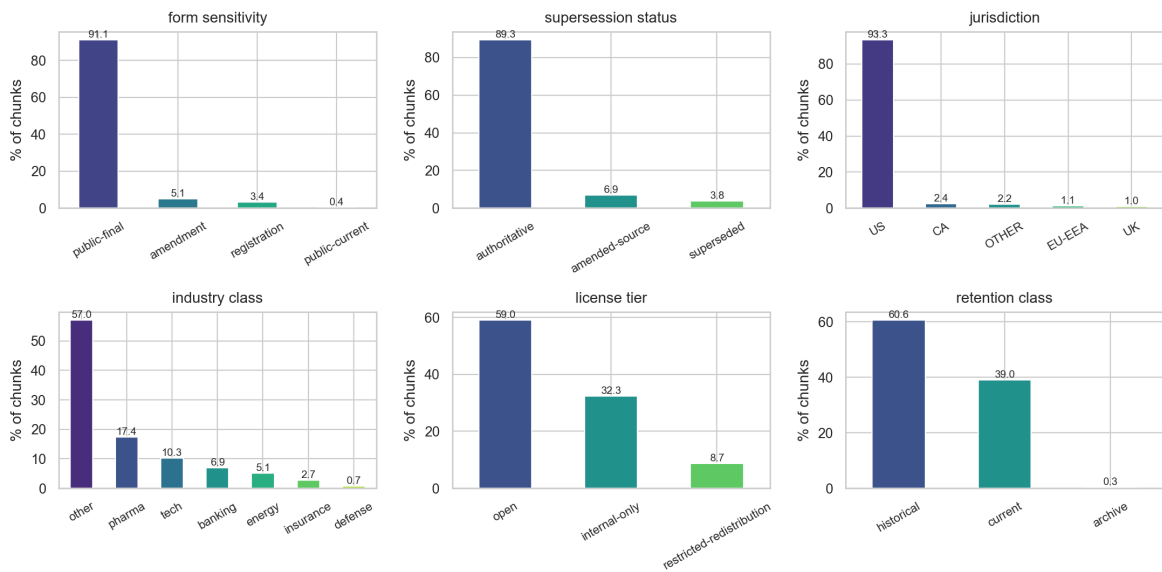 form sensitivity
% of chunks
80
60
40
20
0
91.1
5.1
3.4
0.4
public-final
amendment
registration
public-current
supersession status
% of chunks
80
60
40
20
0
89.3
6.9
3.8
authoritative
amended-source
superseded
jurisdiction
% of chunks
80
60
40
20
0
93.3
2.4
2.2
1.1
1.0
US
CA
OTHER
EU-EEA
UK
industry class
% of chunks
50
40
30
20
10
0
57.0
17.4
10.3
6.9
5.1
2.7
0.7
other
pharma
tech
banking
energy
insurance
defense
license tier
% of chunks
60
40
20
0
59.0
32.3
8.7
open
internal-only
restricted-redistribution
retention class
% of chunks
60
40
20
0
60.6
39.0
0.3
historical
current
archive